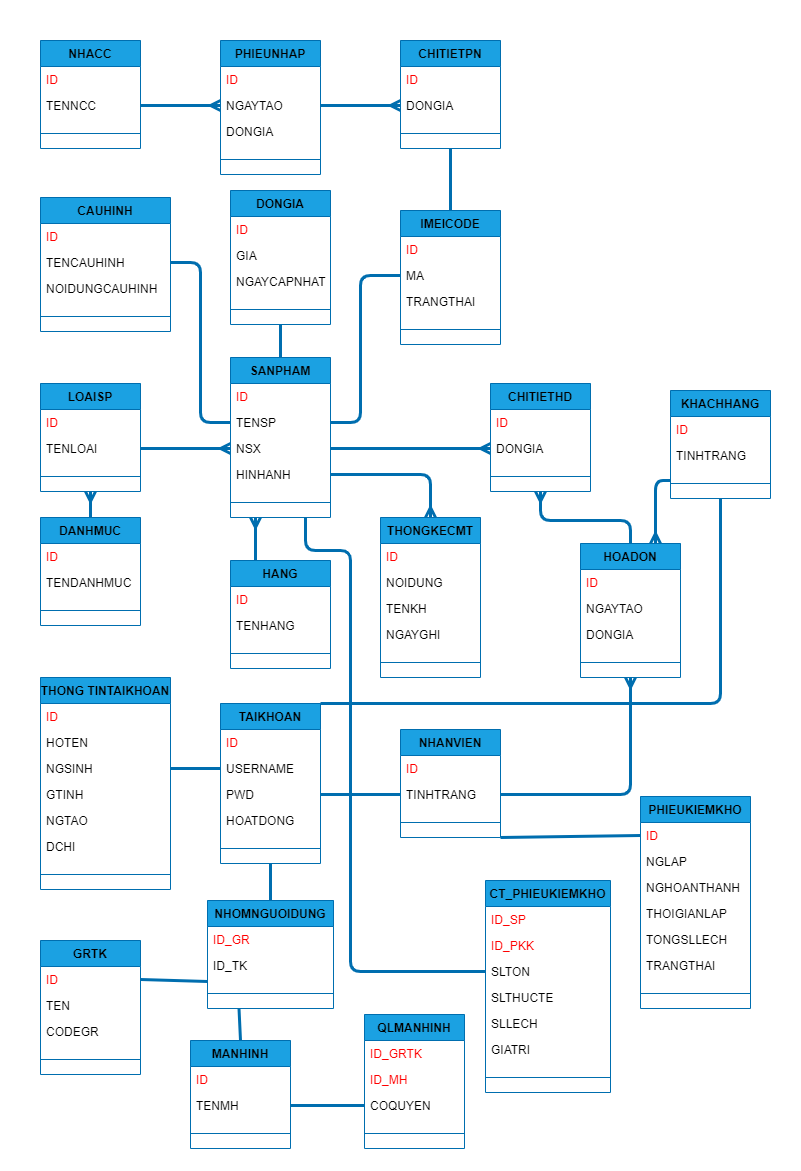 NHACC
ID
TENNCC
PHIEUNHAP
ID
NGAYTAO
DONGIA
CHITIETPN
ID
DONGIA
CAUHINH
ID
TENCAUHINH
NOIDUNGCAUHINH
DONGIA
ID
GIA
NGAYCAPNHAT
IMEICODE
ID
MA
TRANGTHAI
LOAISP
ID
TENLOAI
SANPHAM
ID
TENSP
NSX
HINHANH
CHITIETHD
ID
DONGIA
KHACHHANG
ID
TINHTRANG
DANHMUC
ID
TENDANHMUC
HANG
ID
TENHANG
THONGKECMT
ID
NOIDUNG
TENKH
NGAYGHI
HOADON
ID
NGAYTAO
DONGIA
THONG TINTAIKHOAN
ID
HOTEN
NGSINH
GTINH
NGTAO
DCHI
TAIKHOAN
ID
USERNAME
PWD
HOATDONG
NHANVIEN
ID
TINHTRANG
PHIEUKIEMKHO
ID
NGLAP
NGHOANTHANH
THOIGIANLAP
TONGSLLECH
TRANGTHAI
CT_PHIEUKIEMKHO
ID_SP
ID_PKK
SLTON
SLTHUCTE
SLLECH
GIATRI
NHOMNGUOIDUNG
ID_GR
ID_TK
GRTK
ID
TEN
CODEGR
MANHINH
ID
TENMH
QLMANHINH
ID_GRTK
ID_MH
COQUYEN